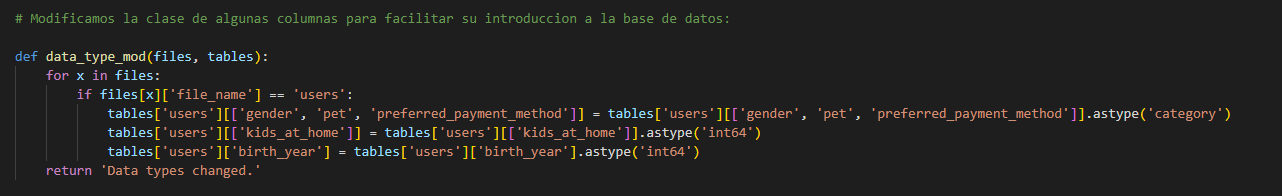 # Modificamos la clase de algunas columnas para facilitar su introduccion a la base de datos:
def data_type_mod(files, tables):
for x in files:
if files[x]['file_name'] == 'users':
tables['users'][['gender', 'pet', 'preferred_payment_method']] = tables['users'][['gender', 'pet', 'preferred_payment_method']].astype('category')
tables['users'][['kids_at_home']] = tables['users'][['kids_at_home']].astype('int64')
tables['users']['birth_year'] = tables['users']['birth_year'].astype('int64')
return 'Data types changed.'